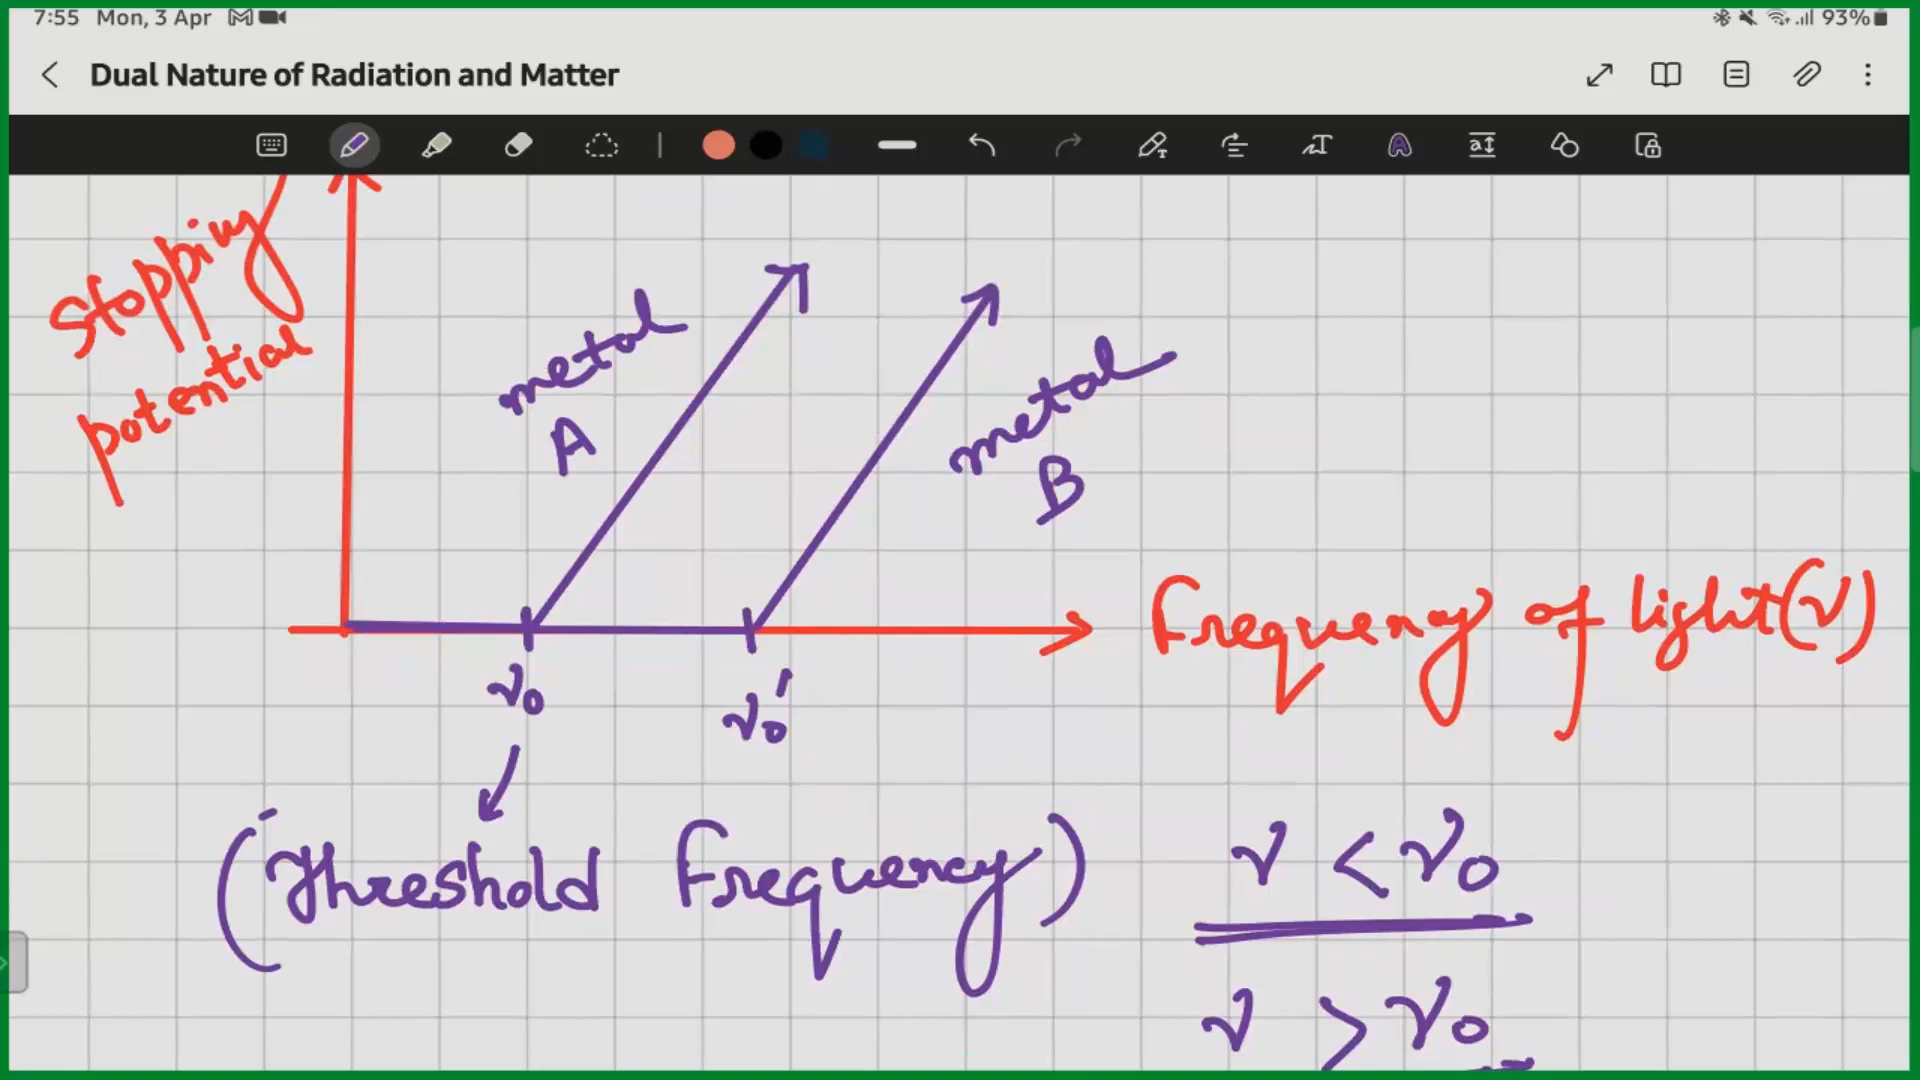 7:55 Mon, 3 Apr
93%
Dual Nature of Radiation and Matter
Stopping
potential
metal
A
metal
B
Frequency of light(ν)
ν₀
ν₀'
(Threshold Frequency)
ν < ν₀
ν > ν₀